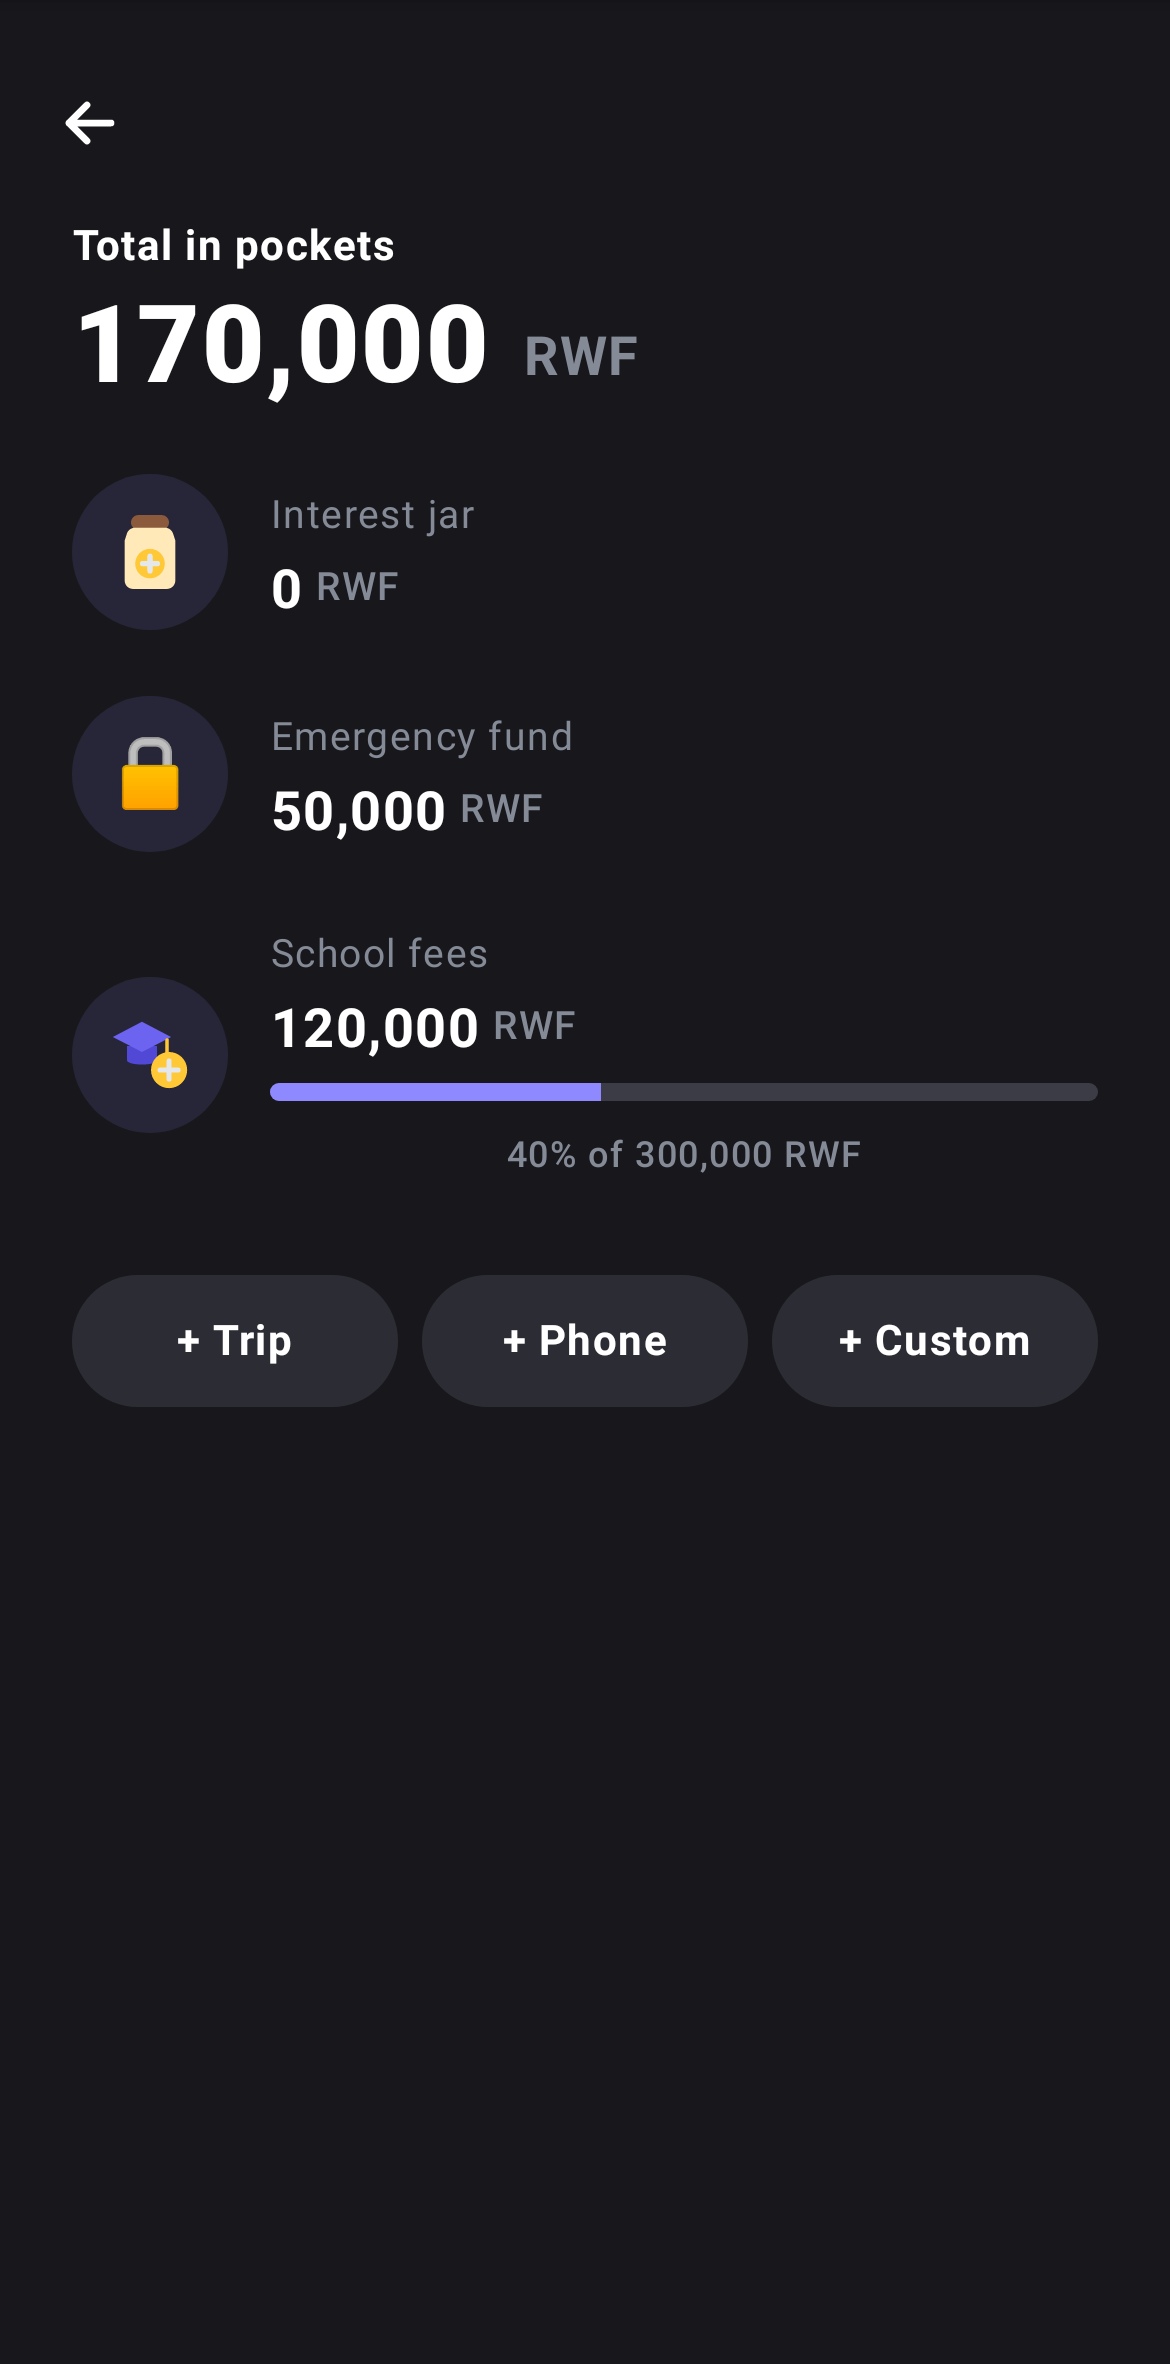 Total in pockets
170,000 RWF
Interest jar
0 RWF
Emergency fund
50,000 RWF
School fees
120,000 RWF
40% of 300,000 RWF
+ Trip
+ Phone
+ Custom